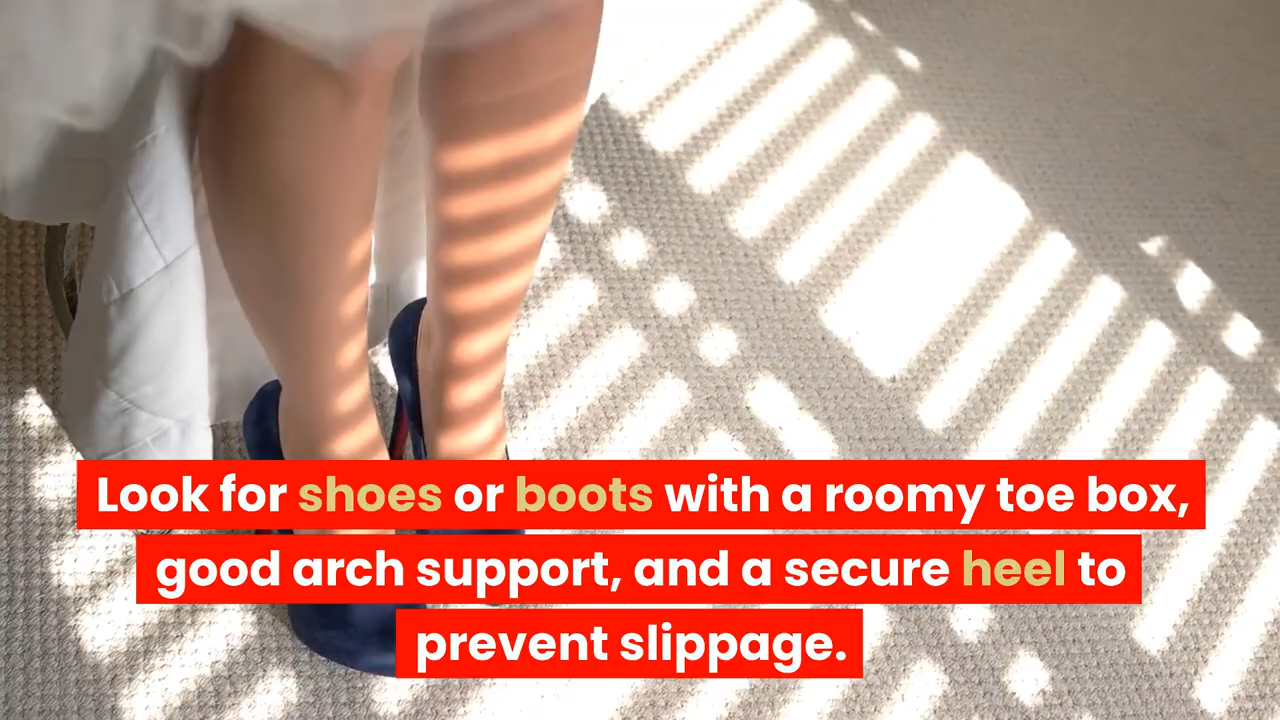 Look for shoes or boots with a roomy toe box,
good arch support, and a secure heel to
prevent slippage.